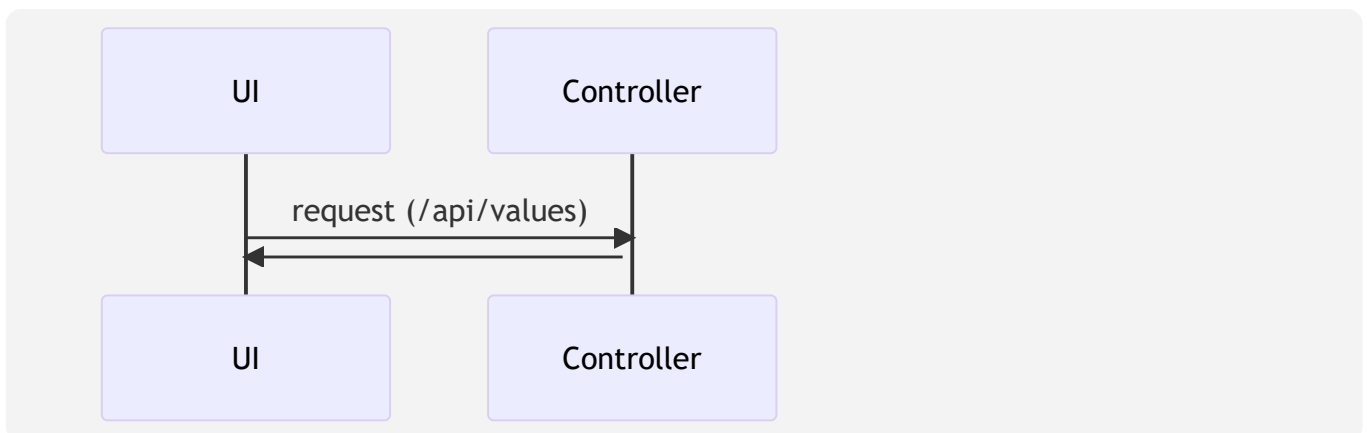 UI
Controller
request (/api/values)
UI
Controller